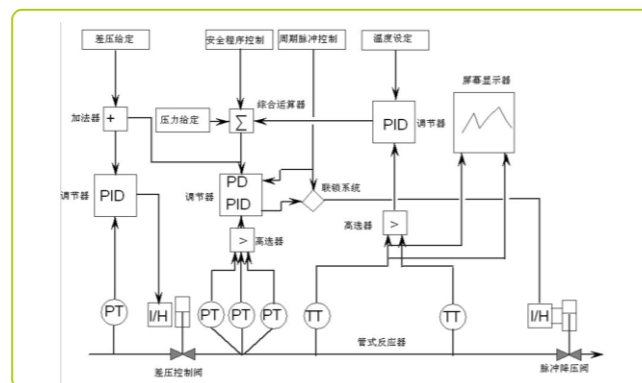 差压给定
安全程序控制
周期脉冲控制
温度设定
屏幕显示器
综合运算器
加法器
+
压力给定
Σ
PID
调节器
调节器
PID
调节器
PD
PID
联锁系统
>
高选器
高选器
>
PT
I/H
PT
PT
PT
TT
TT
I/H
管式反应器
差压控制阀
脉冲降压阀